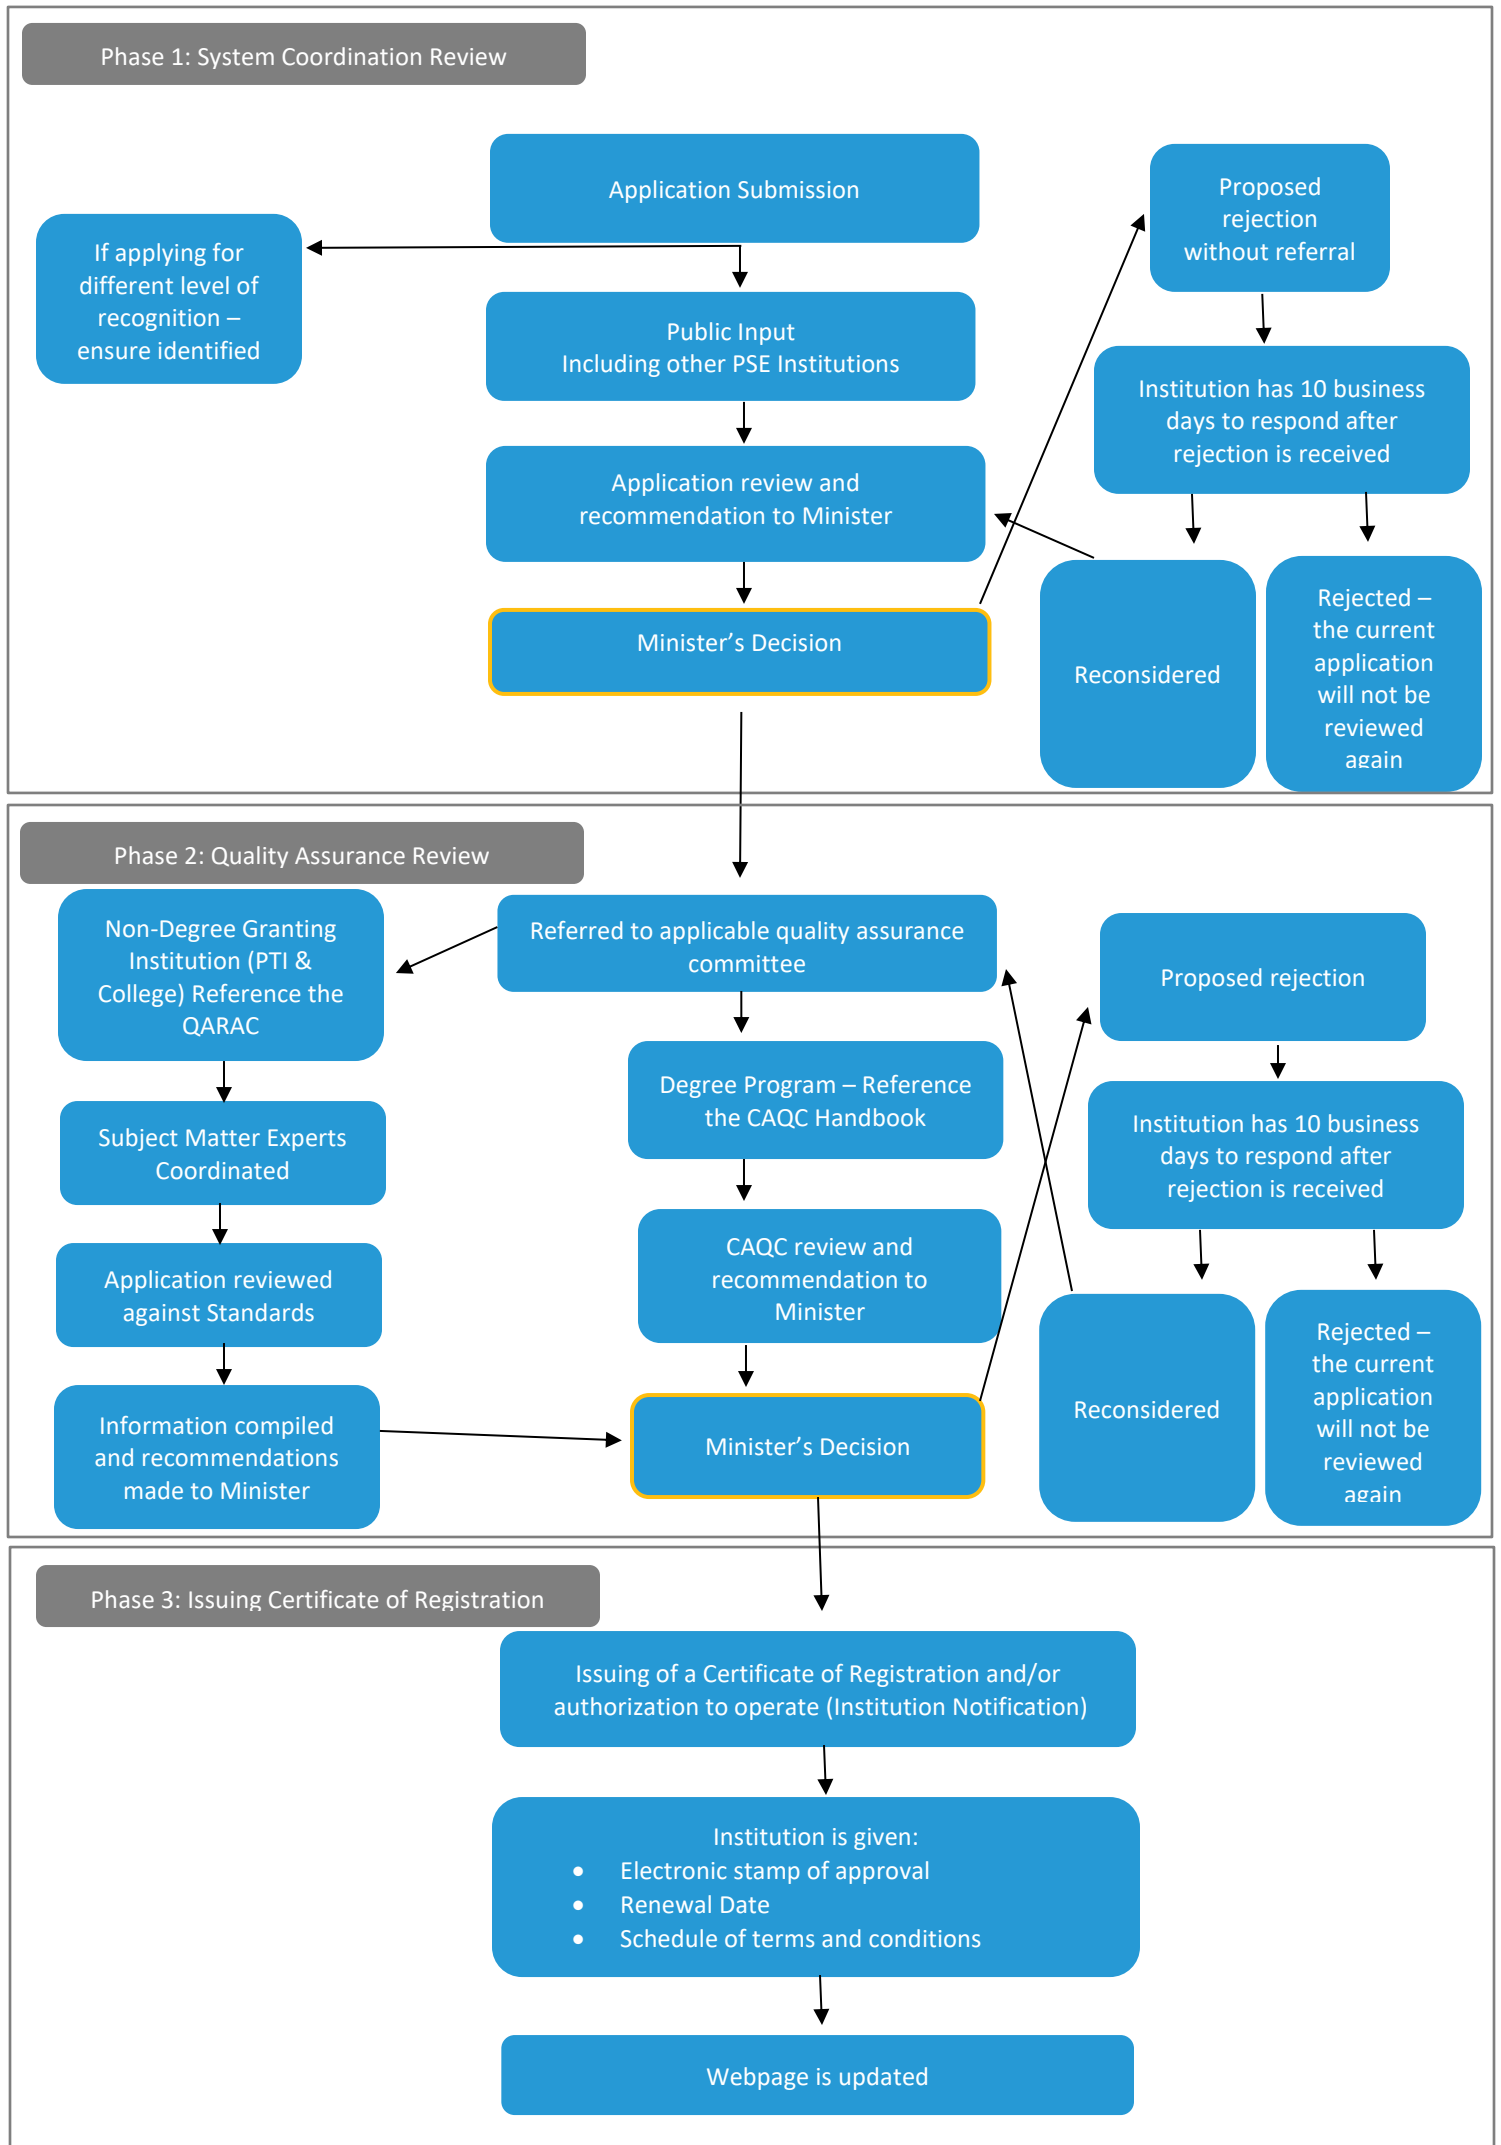 Phase 1: System Coordination Review
Application Submission
If applying for
different level of
recognition –
ensure identified
Public Input
Including other PSE Institutions
Application review and
recommendation to Minister
Minister’s Decision
Proposed
rejection
without referral
Institution has 10 business
days to respond after
rejection is received
Reconsidered
Rejected –
the current
application
will not be
reviewed
again
Phase 2: Quality Assurance Review
Referred to applicable quality assurance
committee
Non-Degree Granting
Institution (PTI &
College) Reference the
QARAC
Subject Matter Experts
Coordinated
Application reviewed
against Standards
Information compiled
and recommendations
made to Minister
Degree Program – Reference
the CAQC Handbook
CAQC review and
recommendation to
Minister
Minister’s Decision
Proposed rejection
Institution has 10 business
days to respond after
rejection is received
Reconsidered
Rejected –
the current
application
will not be
reviewed
again
Phase 3: Issuing Certificate of Registration
Issuing of a Certificate of Registration and/or
authorization to operate (Institution Notification)
Institution is given:
• Electronic stamp of approval
• Renewal Date
• Schedule of terms and conditions
Webpage is updated